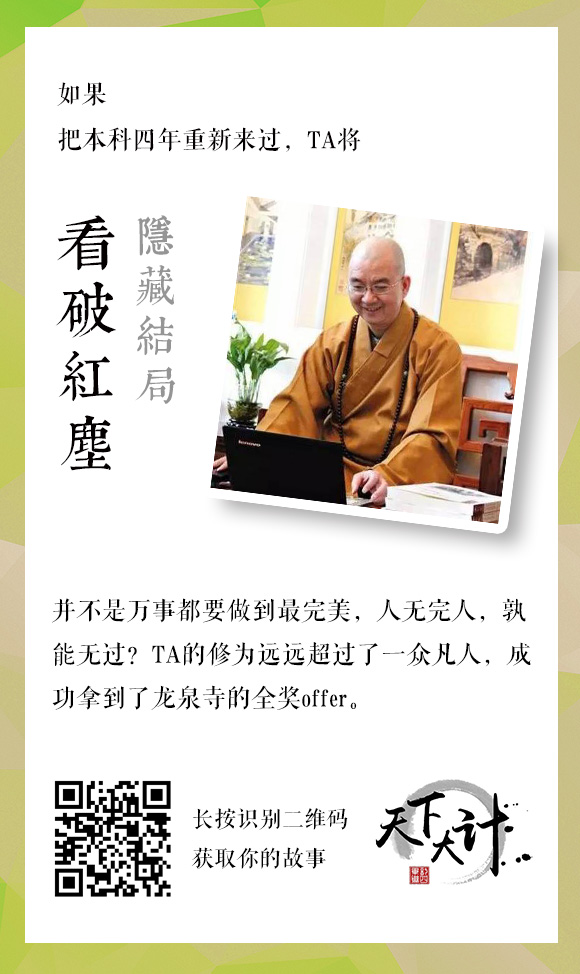 如果
把本科四年重新来过，TA将
看破紅塵
隱藏結局
并不是万事都要做到最完美，人无完人，孰
能无过？TA的修为远远超过了一众凡人，成
功拿到了龙泉寺的全奖offer。
长按识别二维码
获取你的故事
天下大计